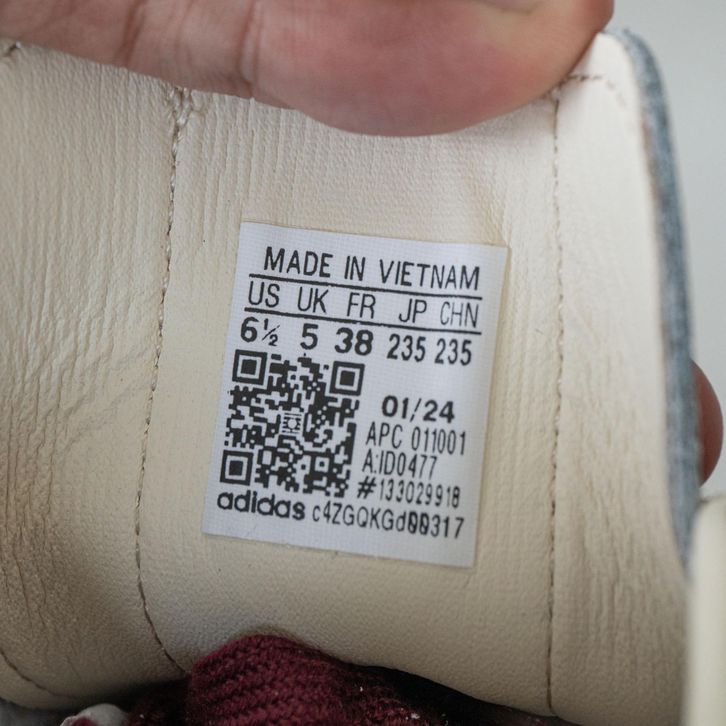 MADE IN VIETNAM
US UK FR JP CHN
6½ 5 38 235 235
01/24
APC 011001
A:ID0477
#133029918
adidas c4ZGQKGd00317